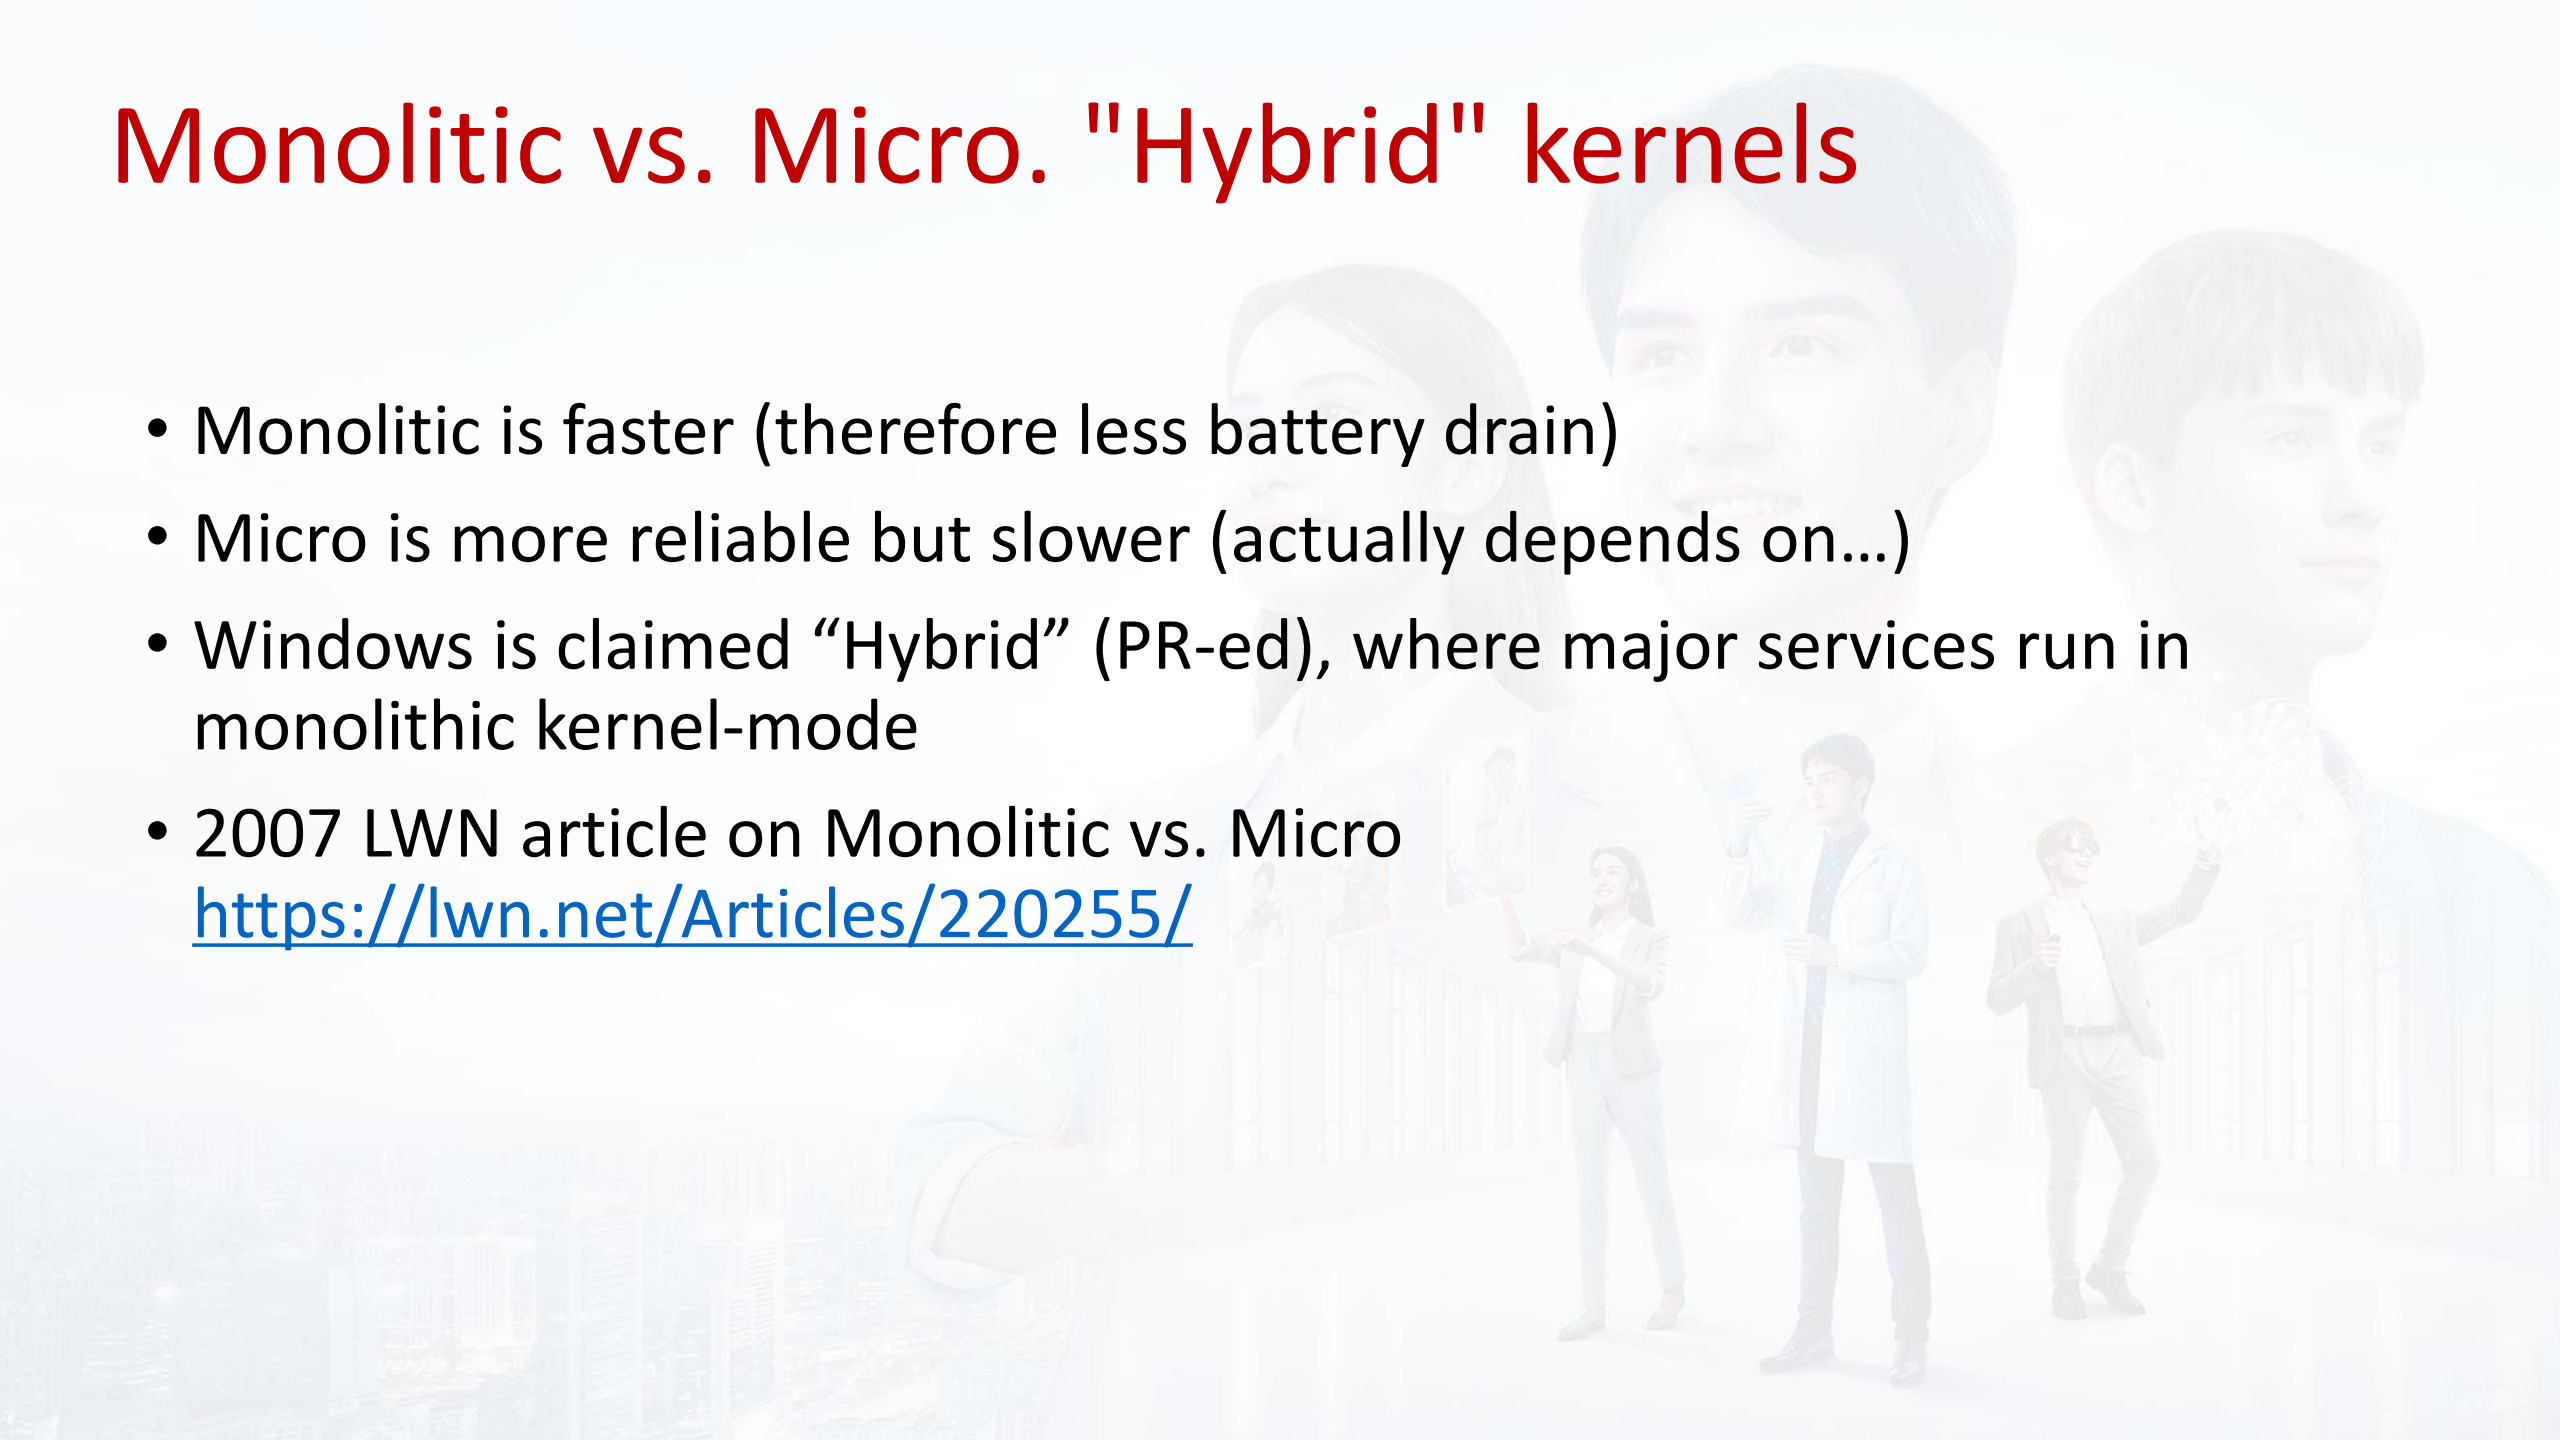 Monolitic vs. Micro. "Hybrid" kernels
• Monolitic is faster (therefore less battery drain)
• Micro is more reliable but slower (actually depends on…)
• Windows is claimed “Hybrid” (PR-ed), where major services run in
monolithic kernel-mode
• 2007 LWN article on Monolitic vs. Micro
https://lwn.net/Articles/220255/